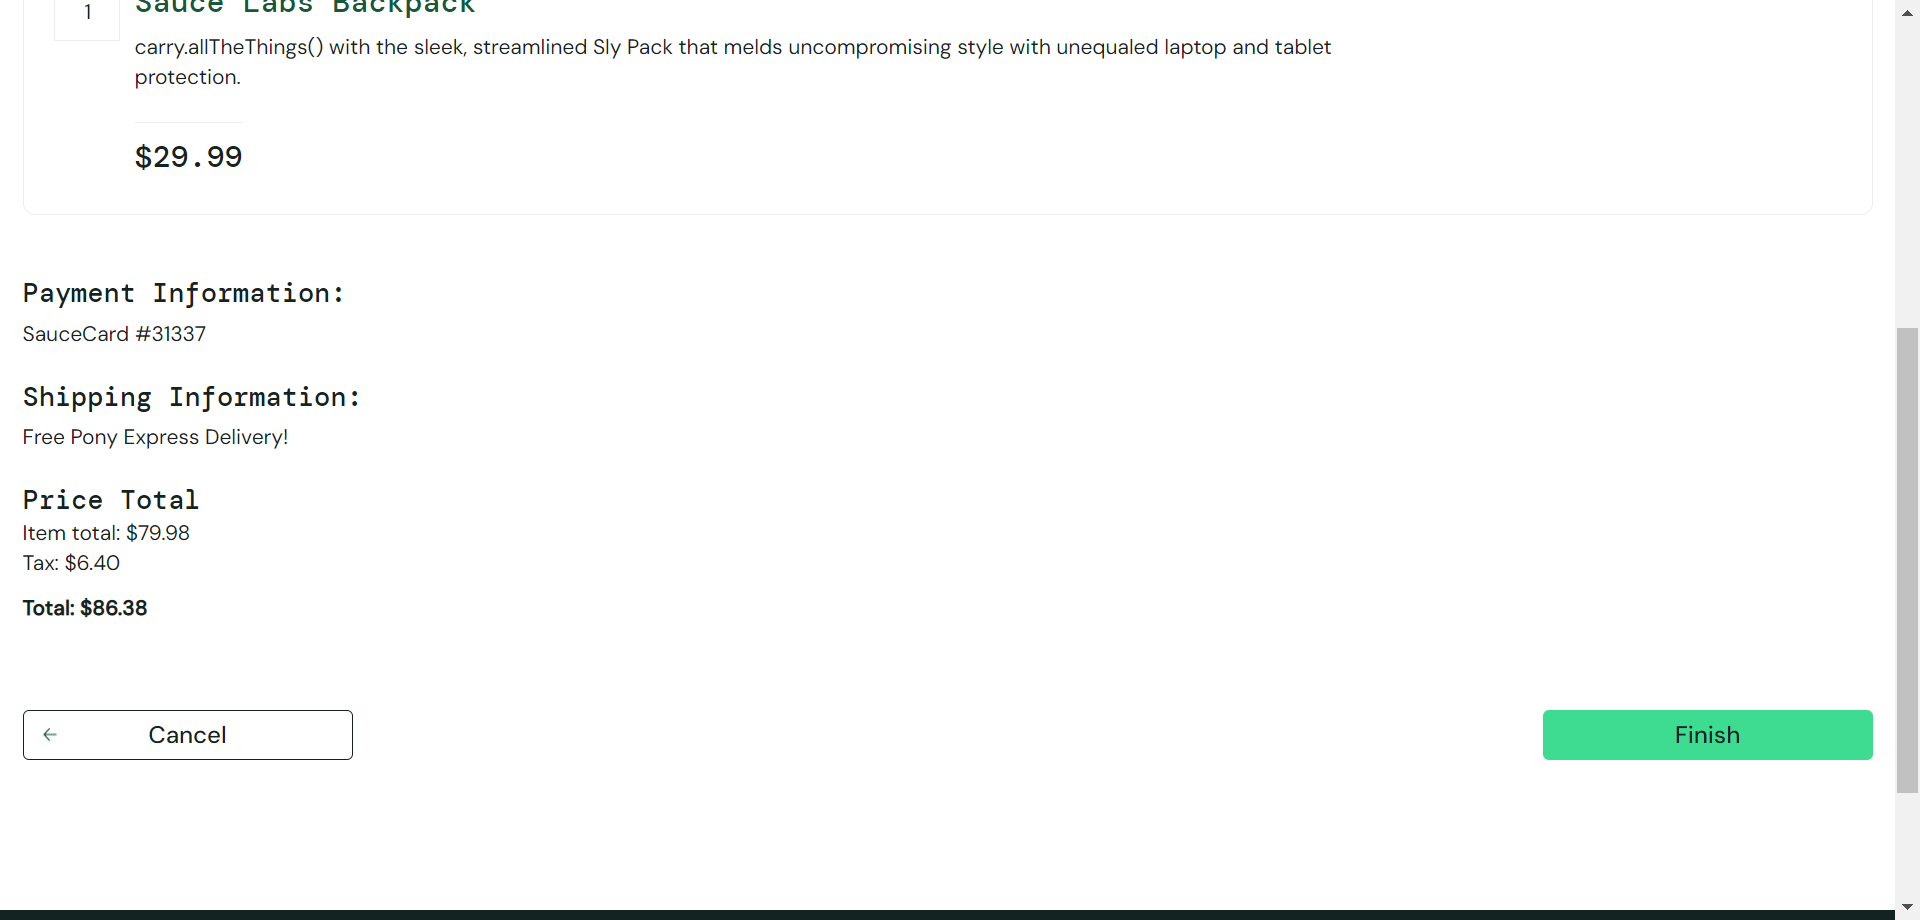 1
Sauce Labs Backpack
carry.allTheThings() with the sleek, streamlined Sly Pack that melds uncompromising style with unequaled laptop and tablet
protection.
$29.99
Payment Information:
SauceCard #31337
Shipping Information:
Free Pony Express Delivery!
Price Total
Item total: $79.98
Tax: $6.40
Total: $86.38
Cancel
Finish